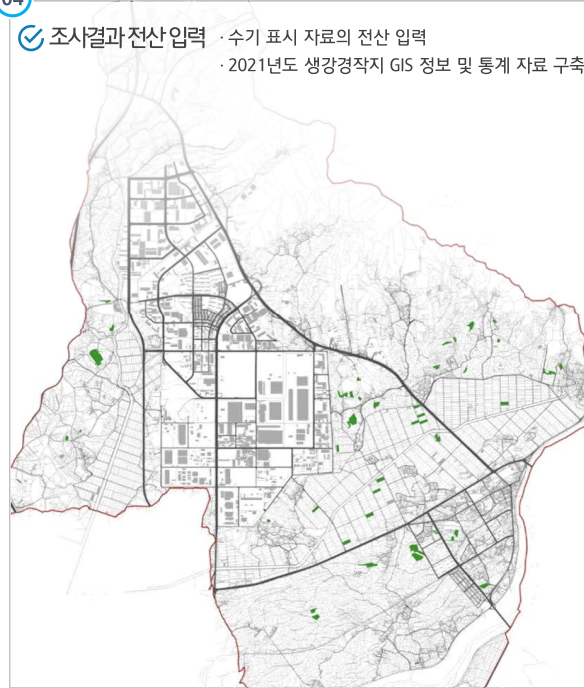 04
조사결과 전산 입력
· 수기 표시 자료의 전산 입력
· 2021년도 생강경작지 GIS 정보 및 통계 자료 구축